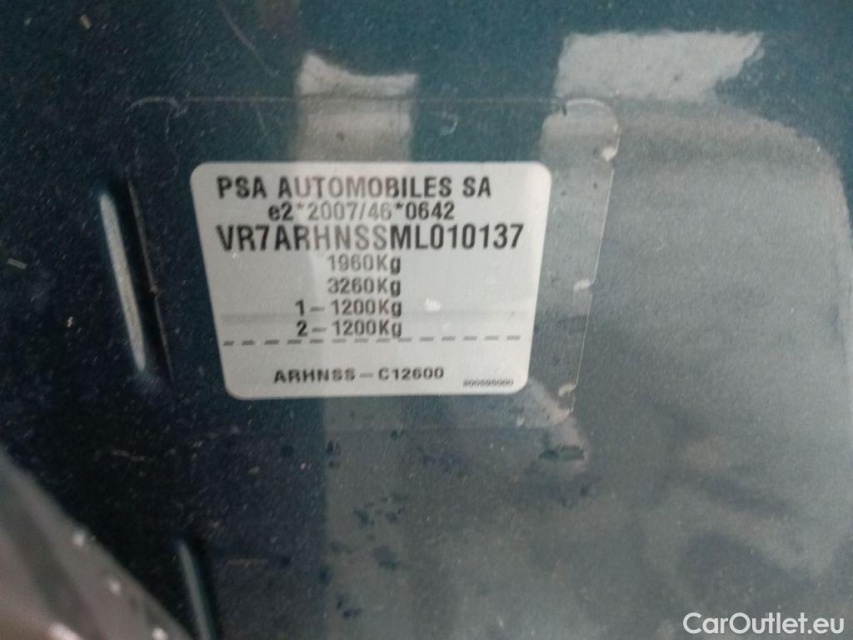 PSA AUTOMOBILES SA
e2*2007/46*0642
VR7ARHNSSML010137
1960Kg
3260Kg
1-1200Kg
2-1200Kg
ARHNSS-C12600
CarOutlet.eu